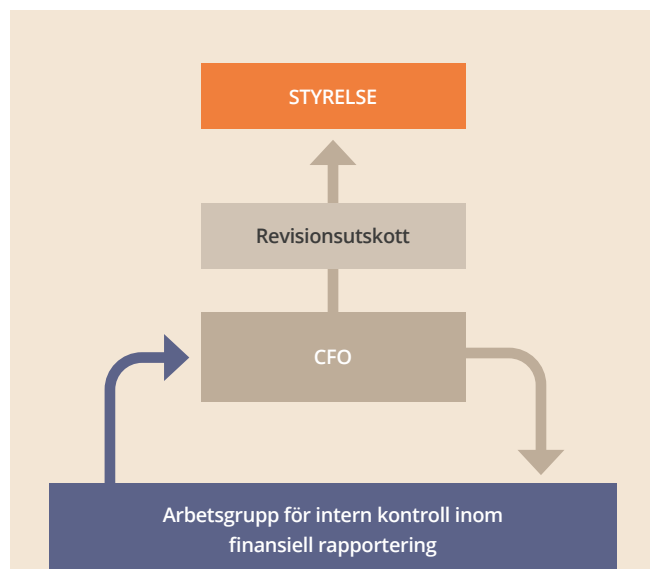 STYRELSE
Revisionsutskott
CFO
Arbetsgrupp för intern kontroll inom
finansiell rapportering